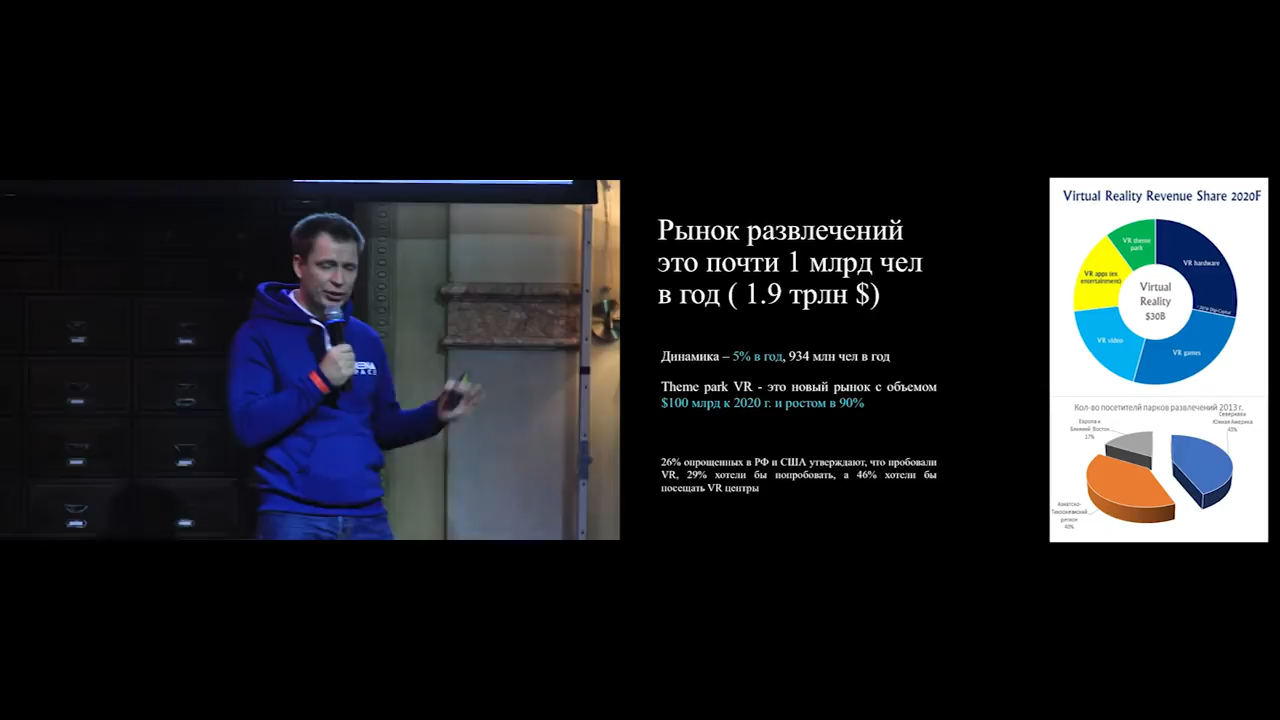 Рынок развлечений
это почти 1 млрд чел
в год ( 1.9 трлн $)
Динамика – 5% в год, 934 млн чел в год
Theme park VR - это новый рынок с объемом
$100 млрд к 2020 г. и ростом в 90%
26% опрошенных в РФ и США утверждают, что пробовали
VR, 29% хотели бы попробовать, а 46% хотели бы
посещать VR центры
Virtual Reality Revenue Share 2020F
VR theme
park
VR hardware
VR apps (ex
entertainment)
Virtual
Reality
$30B
VR video
VR games
Кол-во посетителй парков развлечений 2013 г.
Европа и
Ближний Восток
17%
Северная и
Южная Америка
43%
Азиатско-
Тихоокеанский
регион
40%